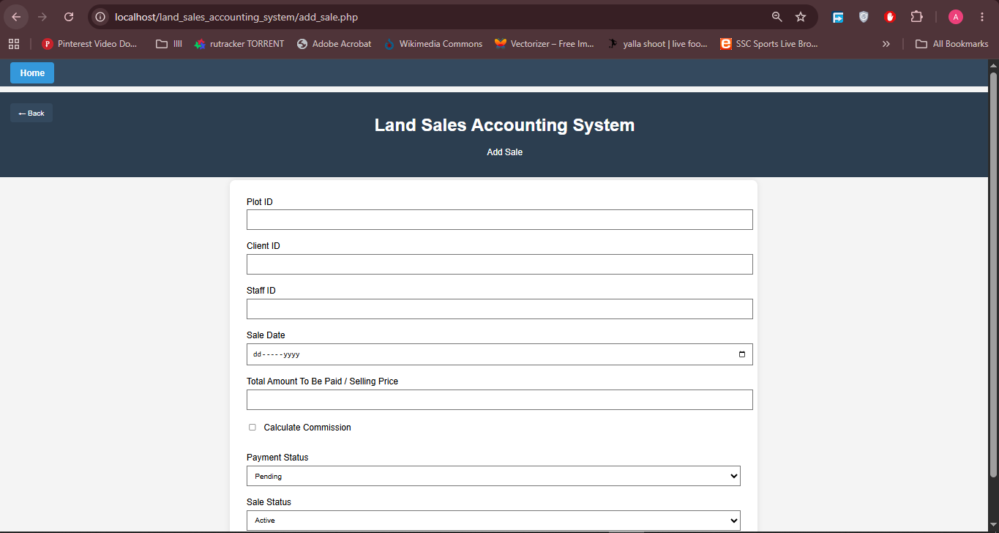 localhost/land_sales_accounting_system/add_sale.php
A
Pinterest Video Do...
llll
rutracker TORRENT
Adobe Acrobat
Wikimedia Commons
Vectorizer – Free Im...
yalla shoot | live foo...
SSC Sports Live Bro...
»
All Bookmarks
Home
← Back
Land Sales Accounting System
Add Sale
Plot ID
Client ID
Staff ID
Sale Date
dd-----yyyy
Total Amount To Be Paid / Selling Price
Calculate Commission
Payment Status
Pending
Sale Status
Active